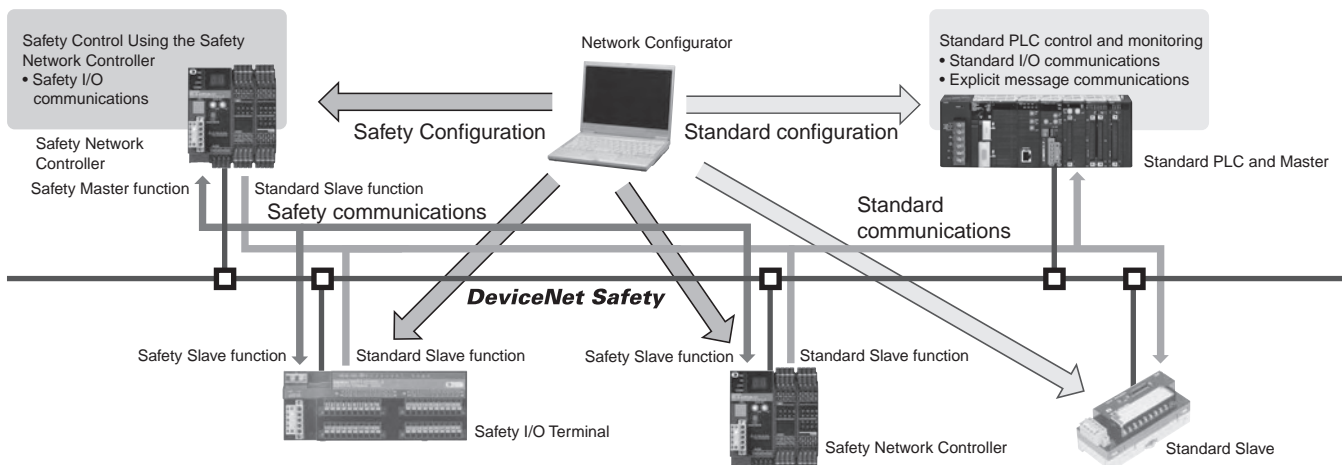 Safety Control Using the Safety
Network Controller
• Safety I/O
communications
Network Configurator
Standard PLC control and monitoring
• Standard I/O communications
• Explicit message communications
Safety Configuration
Standard configuration
Safety Network
Controller
Standard PLC and Master
Safety Master function
Standard Slave function
Safety communications
Standard
communications
DeviceNet Safety
Safety Slave function
Standard Slave function
Safety Slave function
Standard Slave function
Safety I/O Terminal
Safety Network Controller
Standard Slave